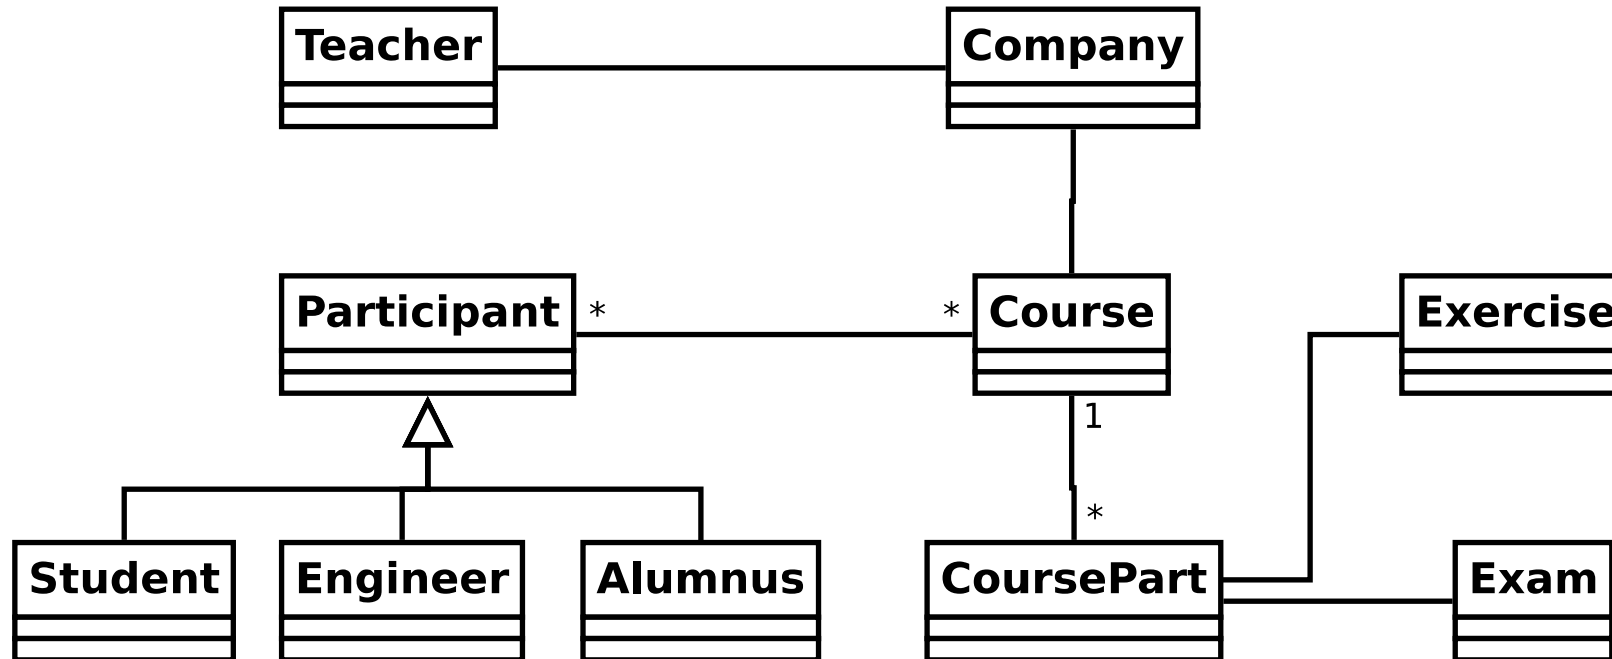 Teacher
Company
Participant
*
*
Course
Exercise
1
*
Student
Engineer
Alumnus
CoursePart
Exam